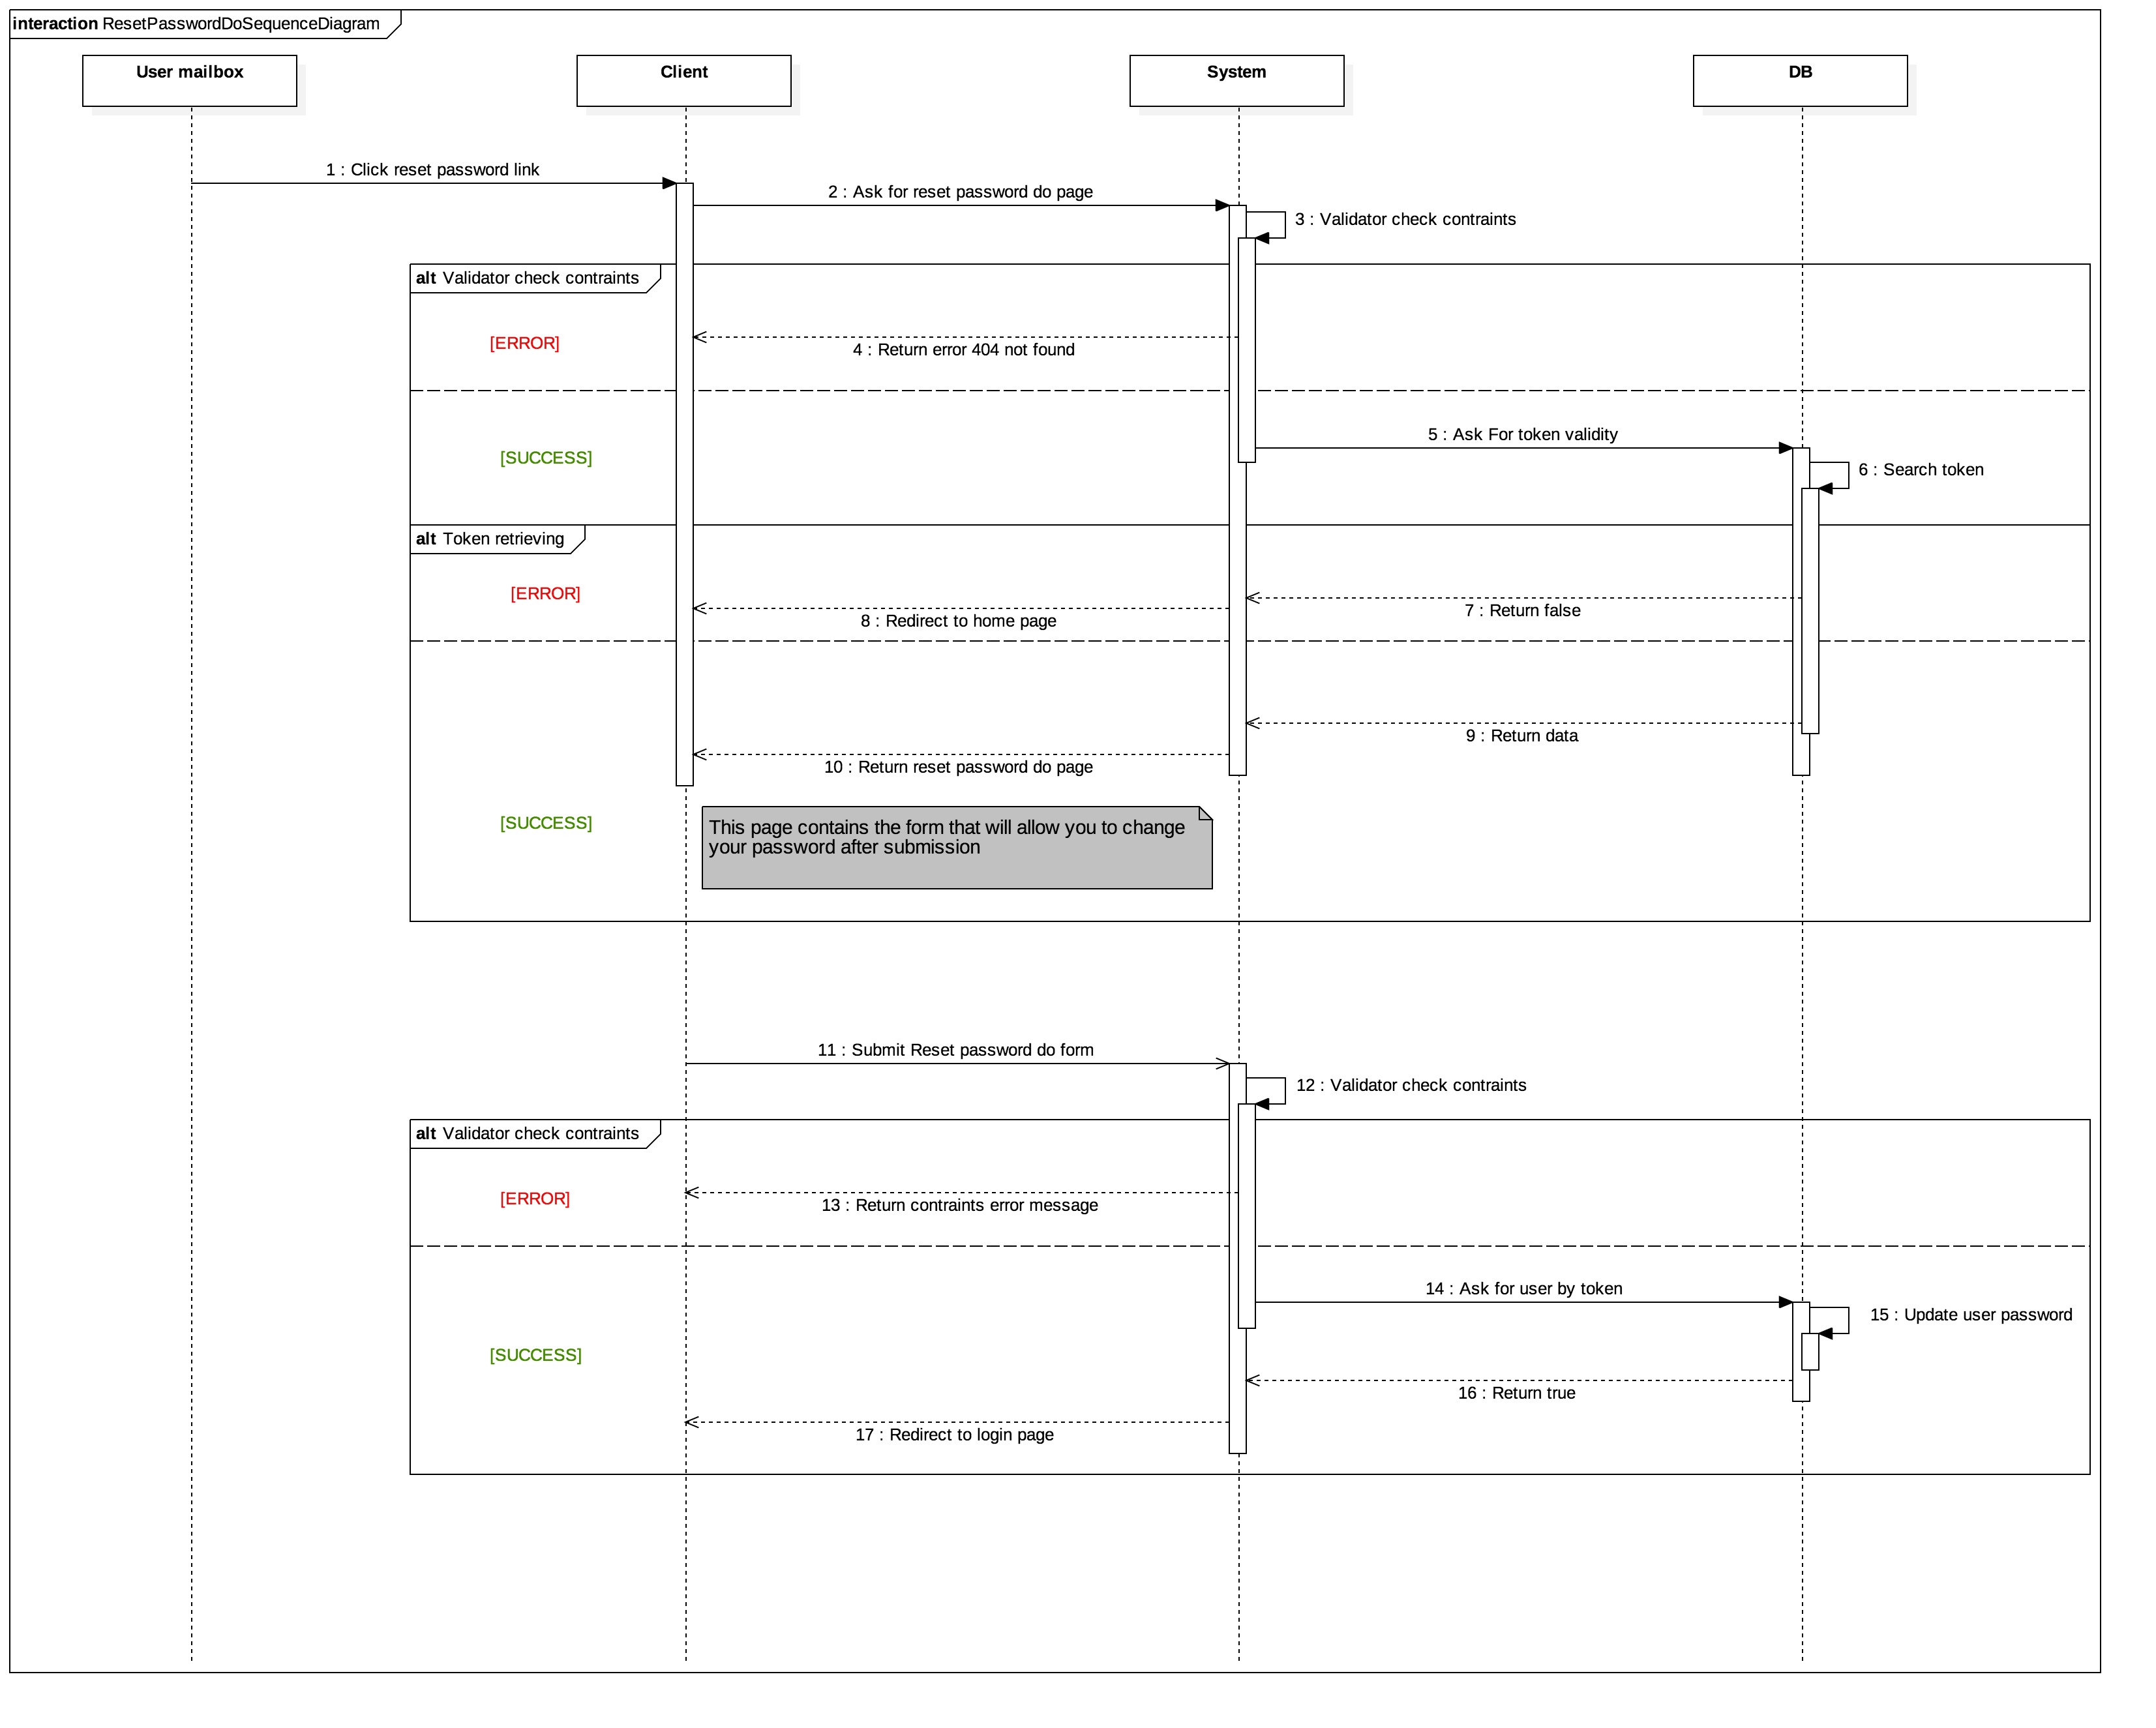 interaction ResetPasswordDoSequenceDiagram
User mailbox
Client
System
DB
1 : Click reset password link
2 : Ask for reset password do page
3 : Validator check contraints
alt Validator check contraints
[ERROR]
4 : Return error 404 not found
5 : Ask For token validity
[SUCCESS]
6 : Search token
alt Token retrieving
[ERROR]
7 : Return false
8 : Redirect to home page
9 : Return data
10 : Return reset password do page
[SUCCESS]
This page contains the form that will allow you to change
your password after submission
11 : Submit Reset password do form
12 : Validator check contraints
alt Validator check contraints
[ERROR]
13 : Return contraints error message
14 : Ask for user by token
15 : Update user password
[SUCCESS]
16 : Return true
17 : Redirect to login page